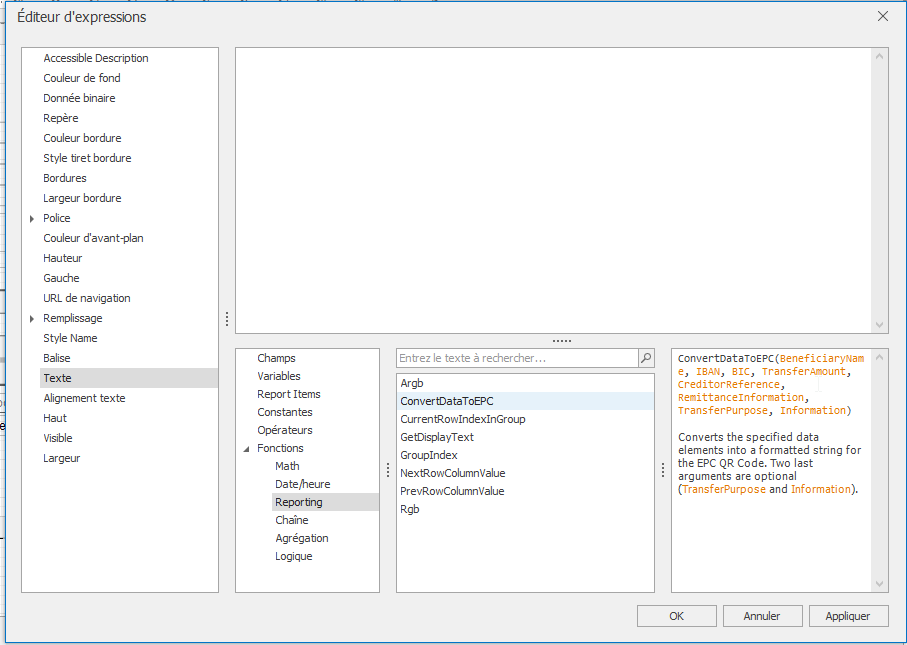 Éditeur d'expressions
Accessible Description
Couleur de fond
Donnée binaire
Repère
Couleur bordure
Style tiret bordure
Bordures
Largeur bordure
Police
Couleur d'avant-plan
Hauteur
Gauche
URL de navigation
Remplissage
Style Name
Balise
Texte
Alignement texte
Haut
Visible
Largeur
Champs
Variables
Report Items
Constantes
Opérateurs
Fonctions
Math
Date/heure
Reporting
Chaîne
Agrégation
Logique
Entrez le texte à rechercher...
Argb
ConvertDataToEPC
CurrentRowIndexInGroup
GetDisplayText
GroupIndex
NextRowColumnValue
PrevRowColumnValue
Rgb
ConvertDataToEPC(BeneficiaryNam
e, IBAN, BIC, TransferAmount,
CreditorReference,
RemittanceInformation,
TransferPurpose, Information)
Converts the specified data
elements into a formatted string for
the EPC QR Code. Two last
arguments are optional
(TransferPurpose and Information).
OK
Annuler
Appliquer